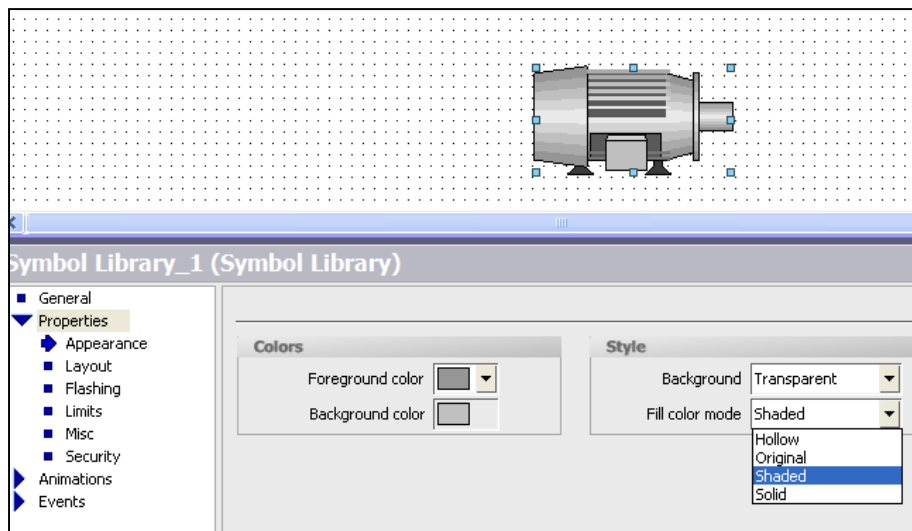 Symbol Library_1 (Symbol Library)
General
Properties
Appearance
Layout
Flashing
Limits
Misc
Security
Animations
Events
Colors
Foreground color
Background color
Style
Background Transparent
Fill color mode Shaded
Hollow
Original
Shaded
Solid